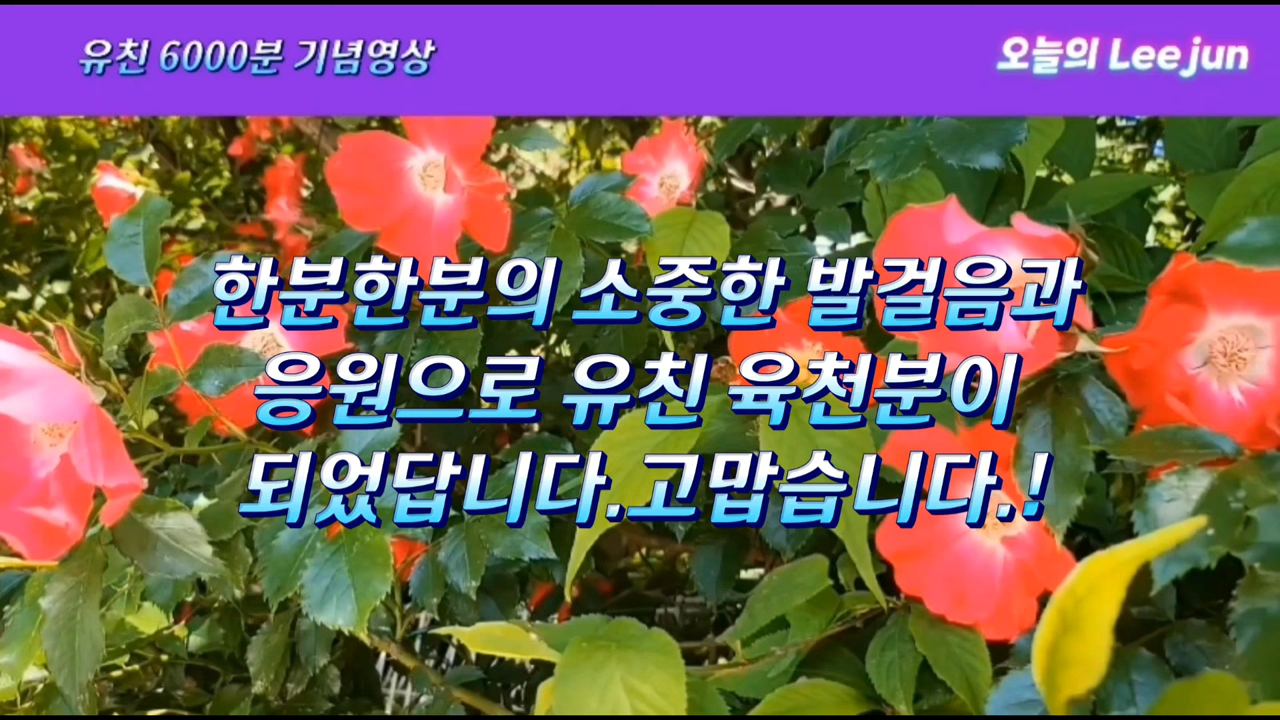 유친 6000분 기념영상
오늘의 Leejun
한분한분의 소중한 발걸음과
응원으로 유친 육천분이
되었답니다.고맙습니다.!